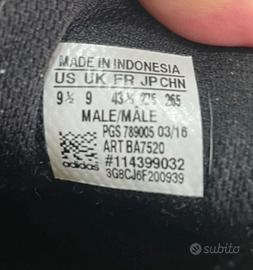 MADE IN INDONESIA
US UK FR JP CHN
9½ 9 43⅓ 275 265
MALE/MÂLE
PGS 789005 03/16
ART BA7520
#114399032
3G8CJ6F200939
adidas
subito